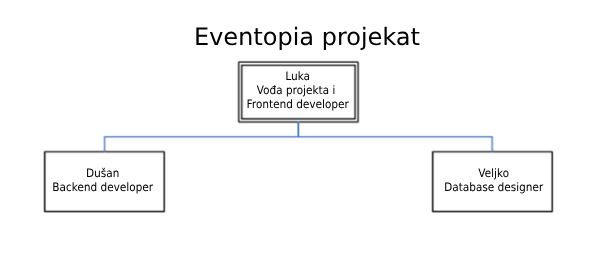 Eventopia projekat
Luka
Vođa projekta i
Frontend developer
Dušan
Backend developer
Veljko
Database designer